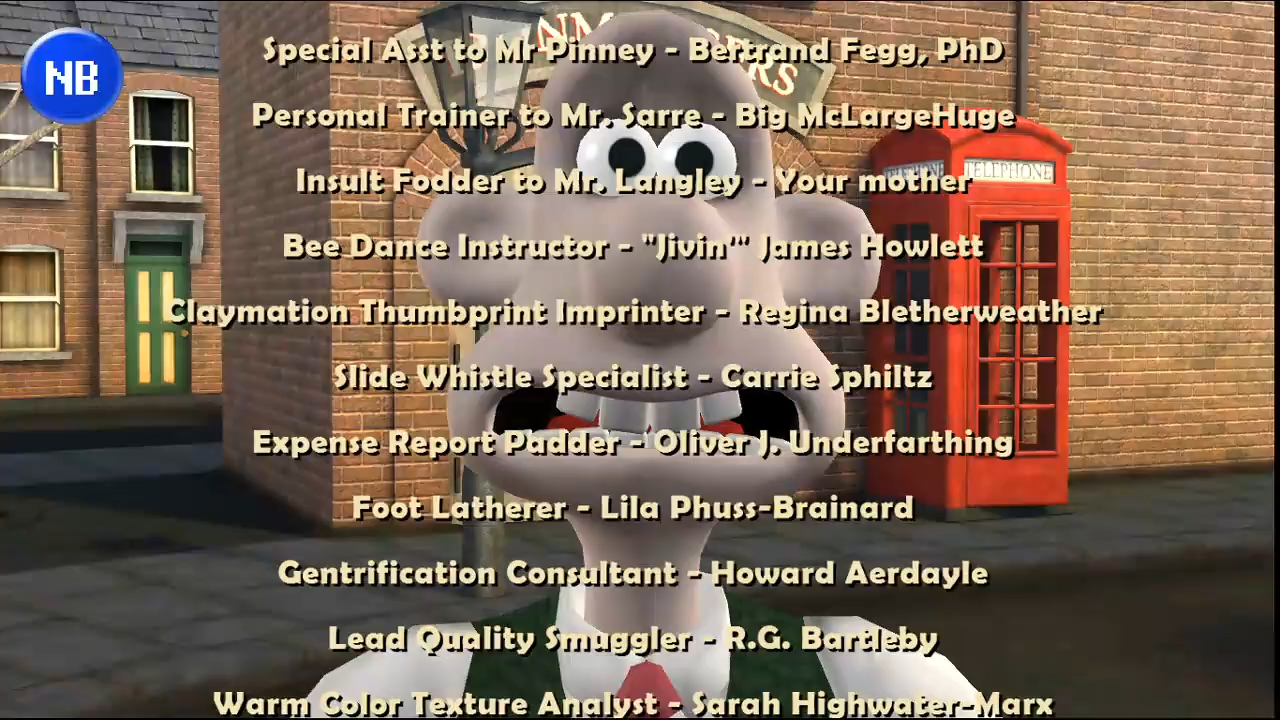 NB
Special Asst to Mr Pinney - Bertrand Fegg, PhD
Personal Trainer to Mr. Sarre - Big McLargeHuge
Insult Fodder to Mr. Langley - Your mother
Bee Dance Instructor - "Jivin'" James Howlett
TELEPHONE
TELEPHONE
Claymation Thumbprint Imprinter - Regina Bletherweather
Slide Whistle Specialist - Carrie Sphiltz
Expense Report Padder - Oliver J. Underfarthing
Foot Latherer - Lila Phuss-Brainard
Gentrification Consultant - Howard Aerdayle
Lead Quality Smuggler - R.G. Bartleby
Warm Color Texture Analyst - Sarah Highwater-Marx